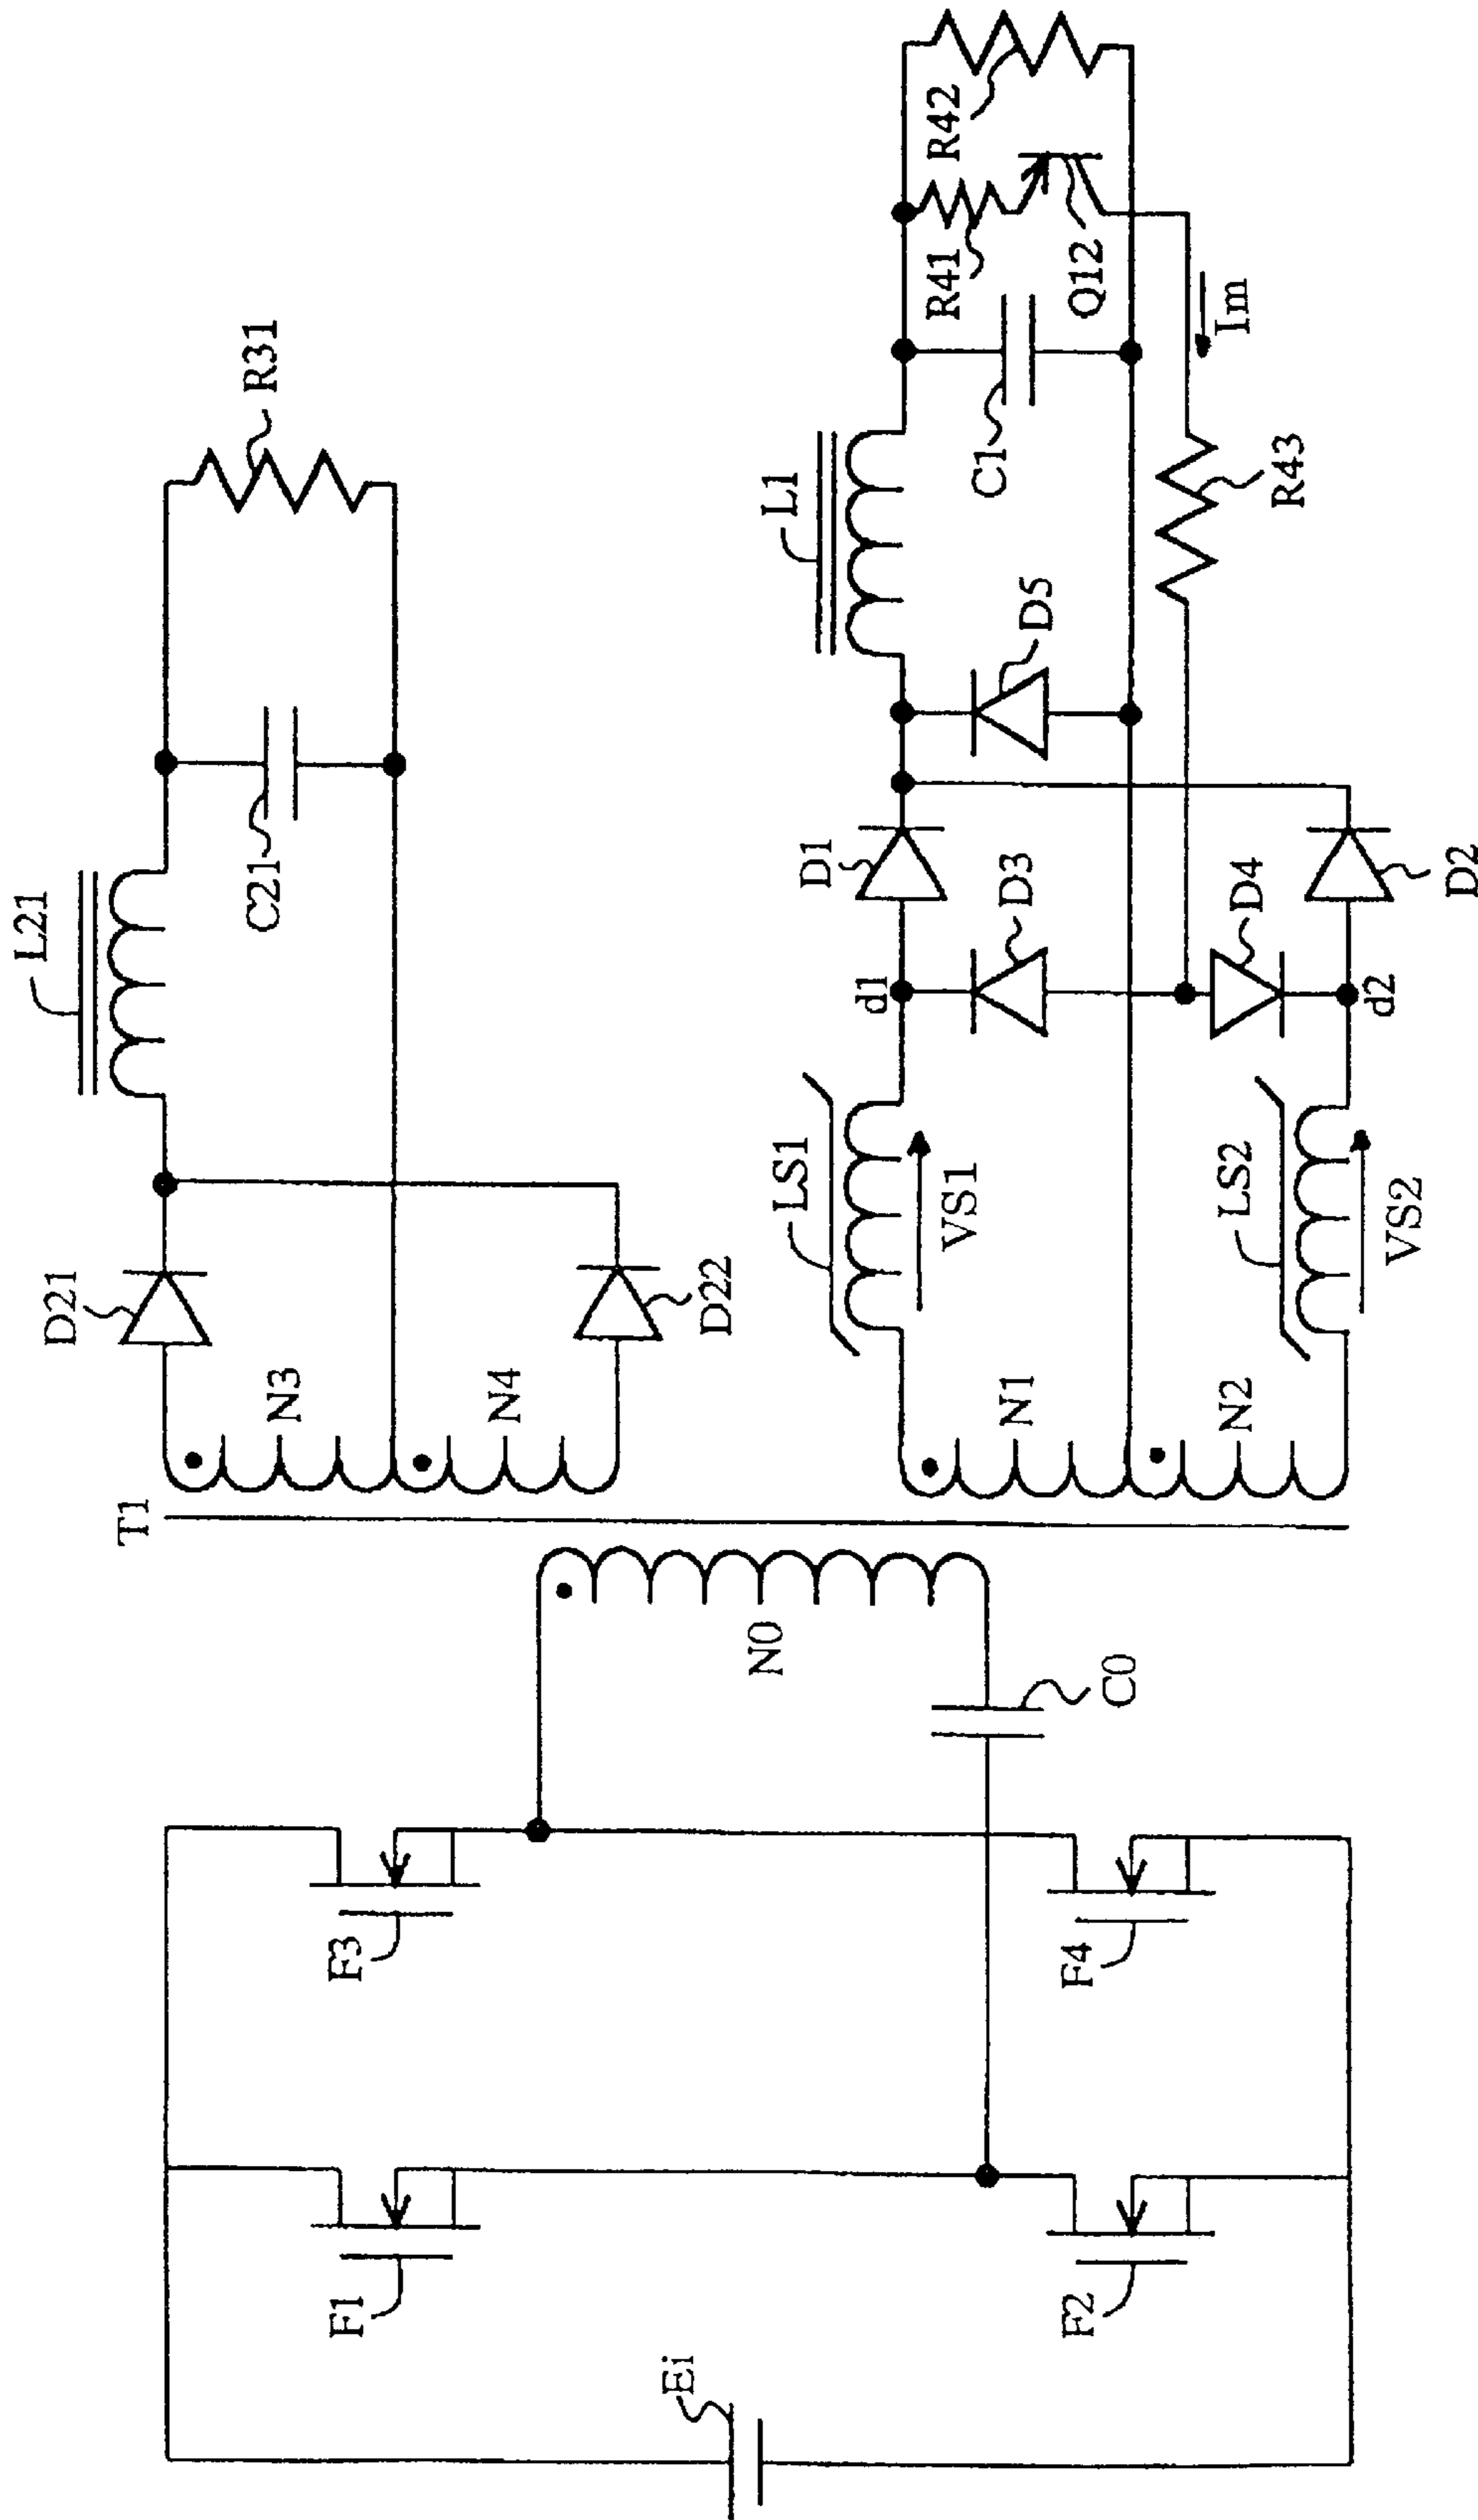 L21
R31
D21
C21
T1
N3
N4
D22
L1
R42
R41
LS1
d1
D1
D5
C1
Q12
Im
VS1
D3
N1
R43
N2
LS2
D4
VS2
d2
D2
F3
N0
C0
F4
F1
F2
Ei